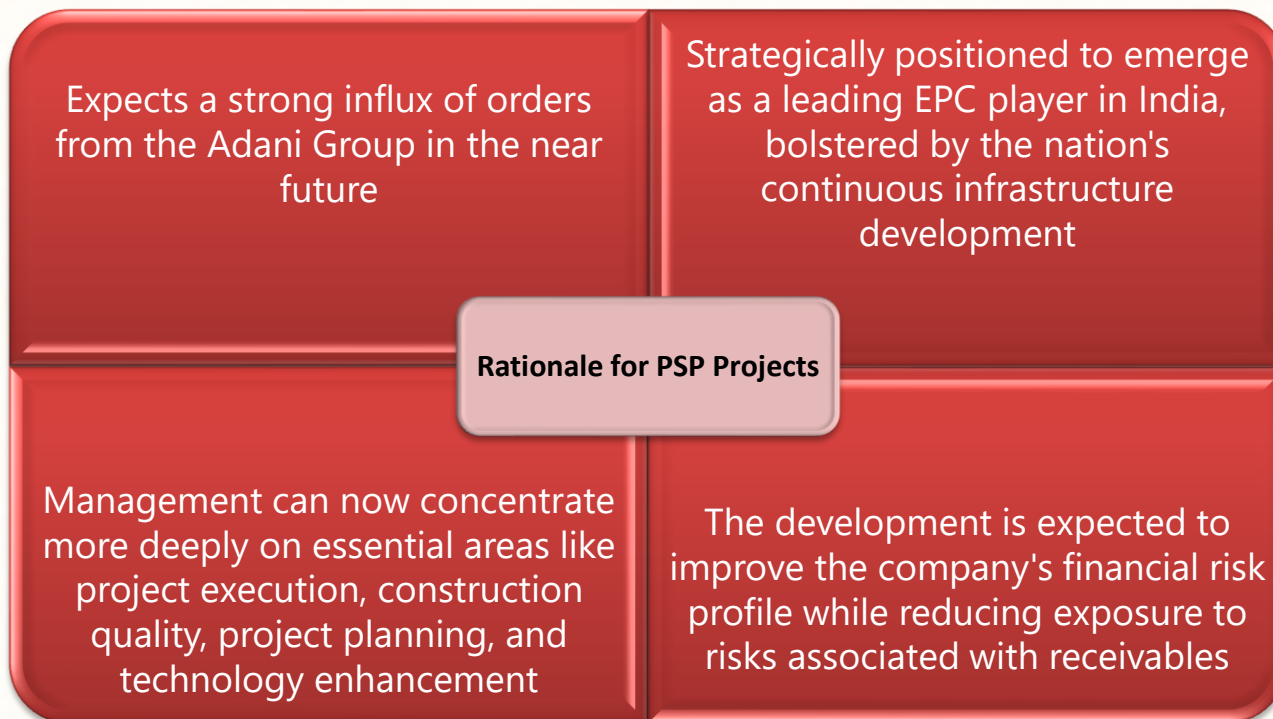 Expects a strong influx of orders
from the Adani Group in the near
future
Strategically positioned to emerge
as a leading EPC player in India,
bolstered by the nation's
continuous infrastructure
development
Rationale for PSP Projects
Management can now concentrate
more deeply on essential areas like
project execution, construction
quality, project planning, and
technology enhancement
The development is expected to
improve the company's financial risk
profile while reducing exposure to
risks associated with receivables